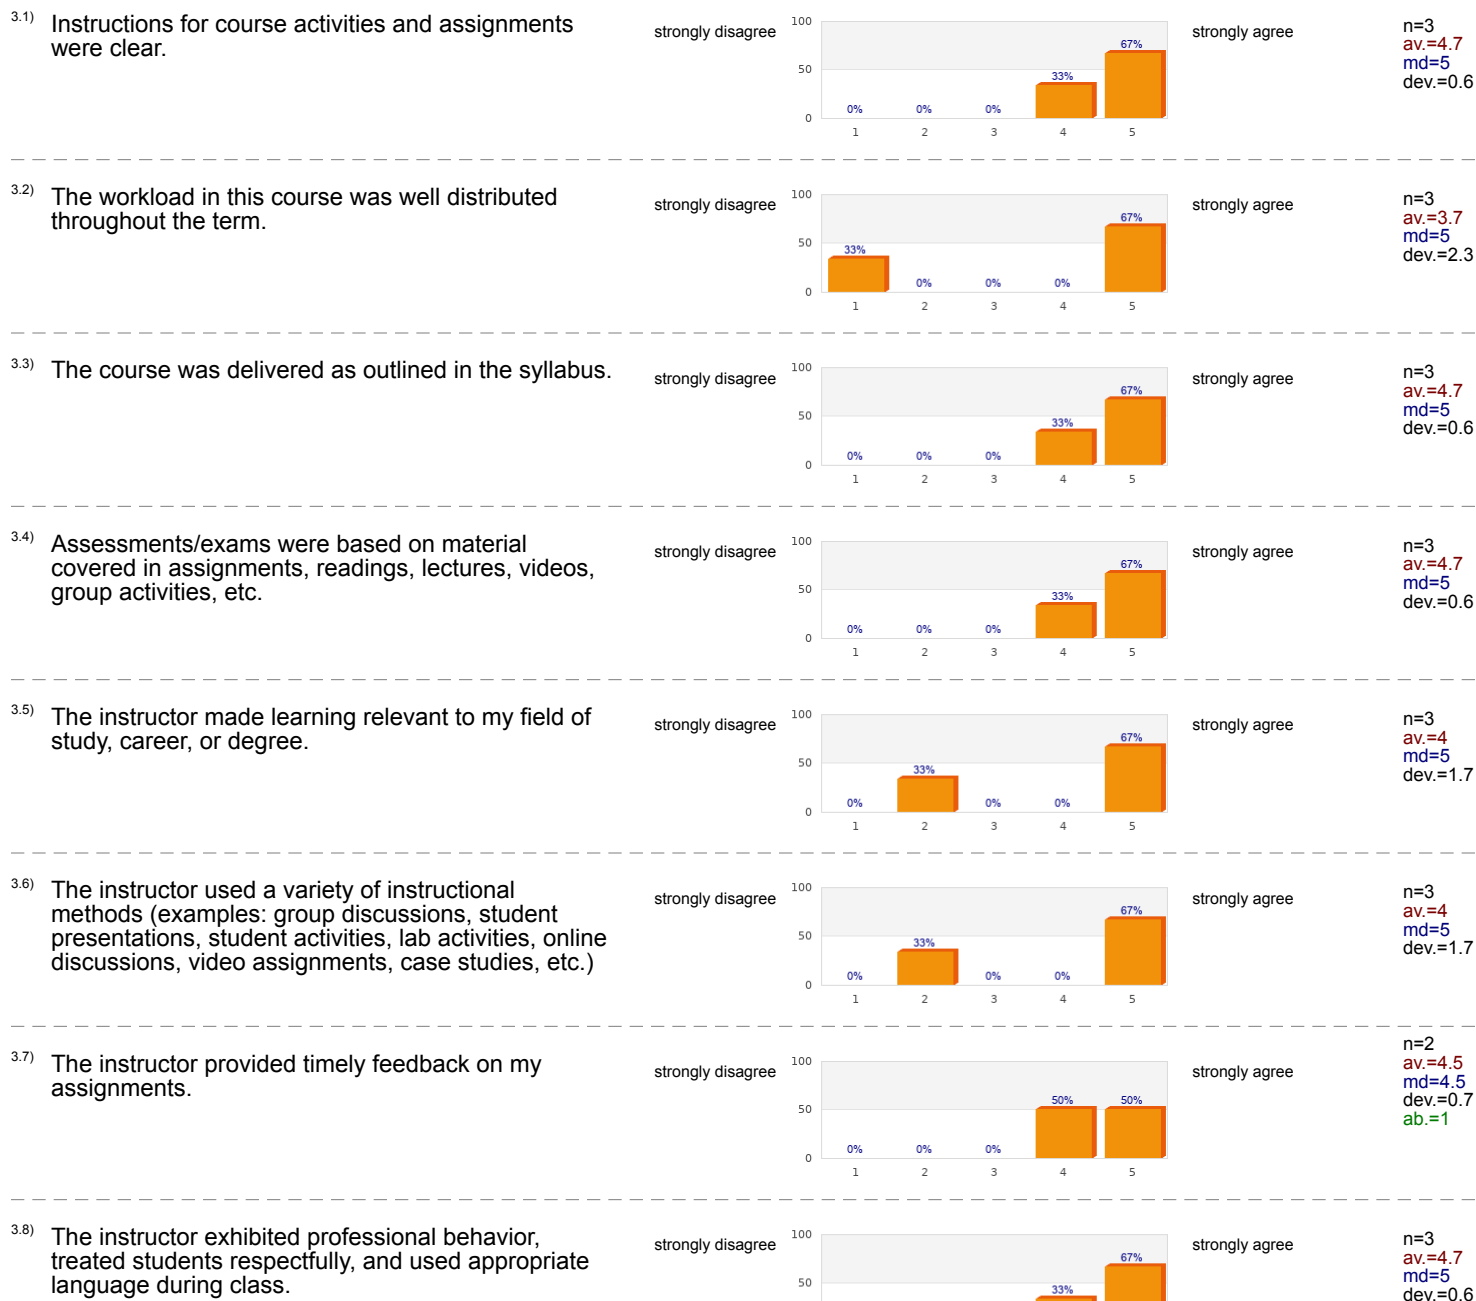 3.1) Instructions for course activities and assignments
were clear.
strongly disagree
100
50
0
0%
0%
0%
33%
67%
1 2 3 4 5
strongly agree
n=3
av.=4.7
md=5
dev.=0.6
3.2) The workload in this course was well distributed
throughout the term.
strongly disagree
100
50
0
33%
0%
0%
0%
67%
1 2 3 4 5
strongly agree
n=3
av.=3.7
md=5
dev.=2.3
3.3) The course was delivered as outlined in the syllabus.
strongly disagree
100
50
0
0%
0%
0%
33%
67%
1 2 3 4 5
strongly agree
n=3
av.=4.7
md=5
dev.=0.6
3.4) Assessments/exams were based on material
covered in assignments, readings, lectures, videos,
group activities, etc.
strongly disagree
100
50
0
0%
0%
0%
33%
67%
1 2 3 4 5
strongly agree
n=3
av.=4.7
md=5
dev.=0.6
3.5) The instructor made learning relevant to my field of
study, career, or degree.
strongly disagree
100
50
0
0%
33%
0%
0%
67%
1 2 3 4 5
strongly agree
n=3
av.=4
md=5
dev.=1.7
3.6) The instructor used a variety of instructional
methods (examples: group discussions, student
presentations, student activities, lab activities, online
discussions, video assignments, case studies, etc.)
strongly disagree
100
50
0
0%
33%
0%
0%
67%
1 2 3 4 5
strongly agree
n=3
av.=4
md=5
dev.=1.7
3.7) The instructor provided timely feedback on my
assignments.
strongly disagree
100
50
0
0%
0%
0%
50%
50%
1 2 3 4 5
strongly agree
n=2
av.=4.5
md=4.5
dev.=0.7
ab.=1
3.8) The instructor exhibited professional behavior,
treated students respectfully, and used appropriate
language during class.
strongly disagree
100
50
33%
67%
strongly agree
n=3
av.=4.7
md=5
dev.=0.6